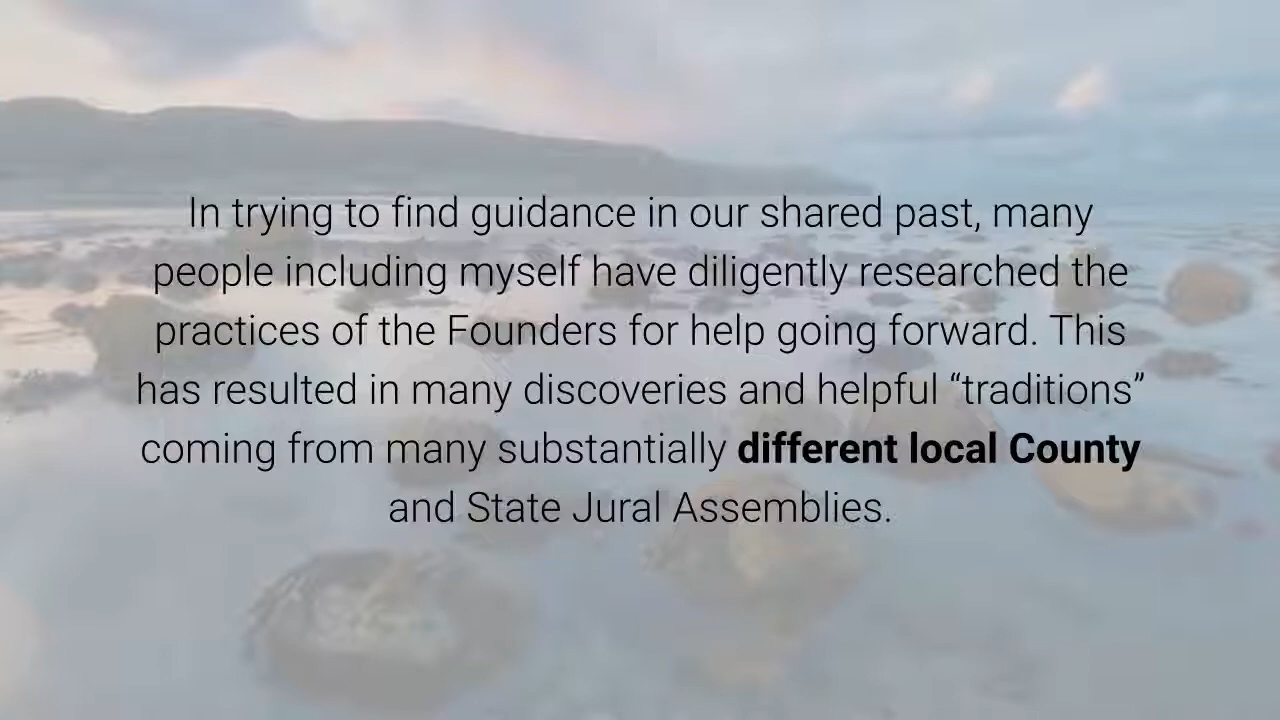 In trying to find guidance in our shared past, many
people including myself have diligently researched the
practices of the Founders for help going forward. This
has resulted in many discoveries and helpful “traditions”
coming from many substantially different local County
and State Jural Assemblies.